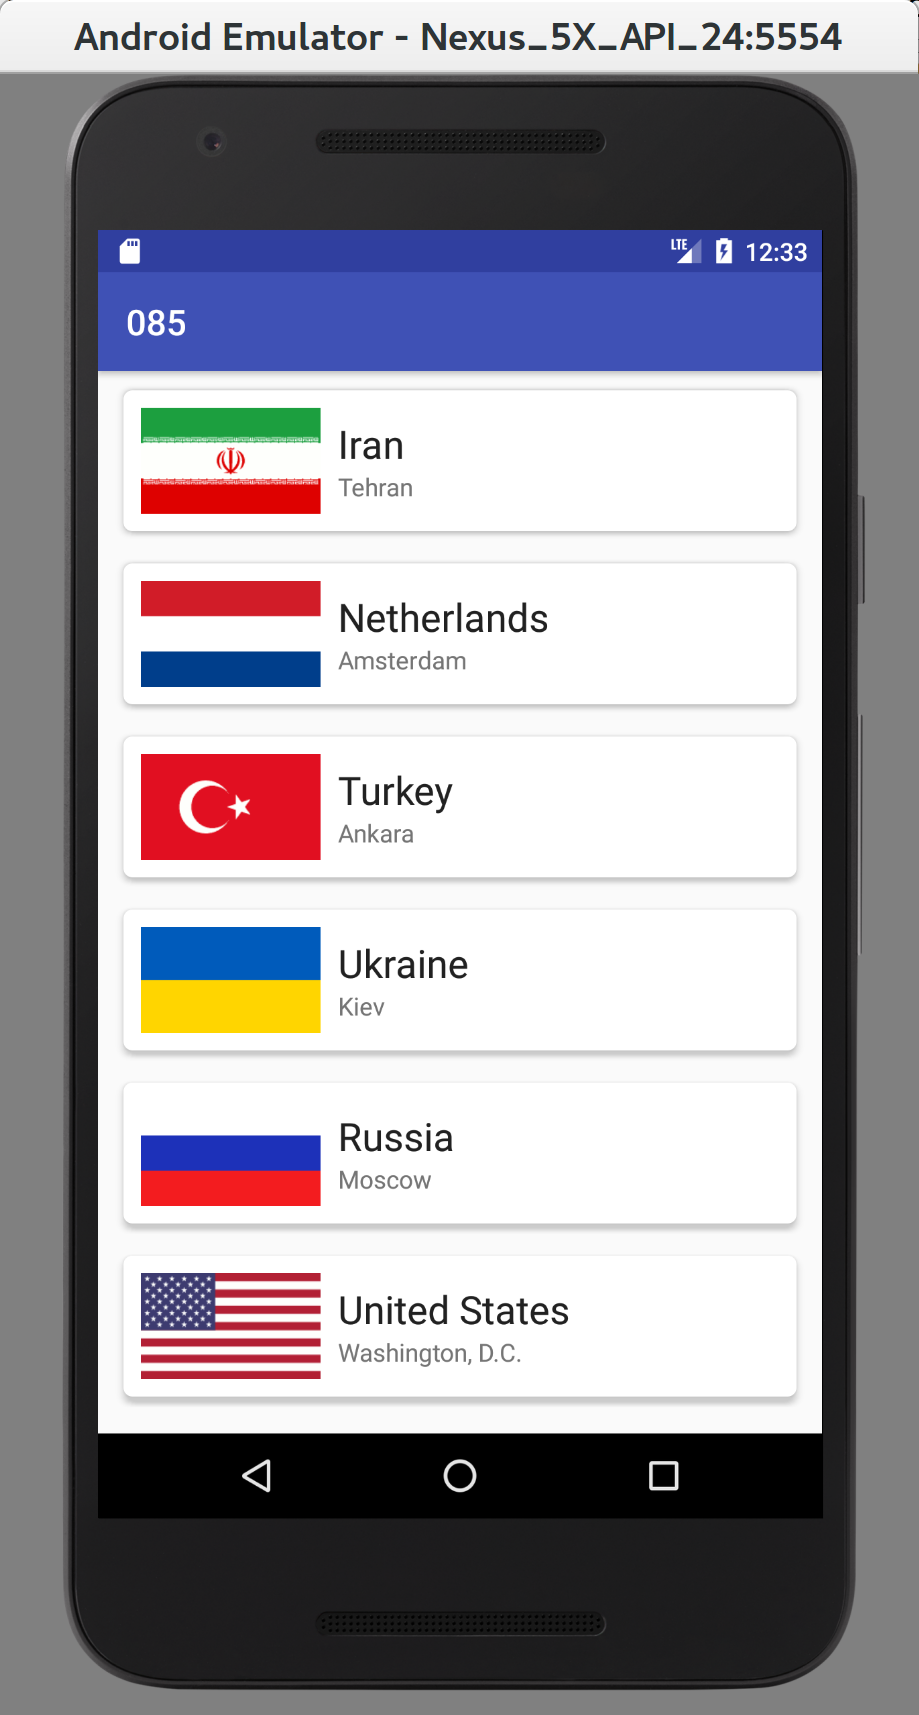 Android Emulator - Nexus_5X_API_24:5554
LTE 12:33
085
Iran
Tehran
Netherlands
Amsterdam
Turkey
Ankara
Ukraine
Kiev
Russia
Moscow
United States
Washington, D.C.